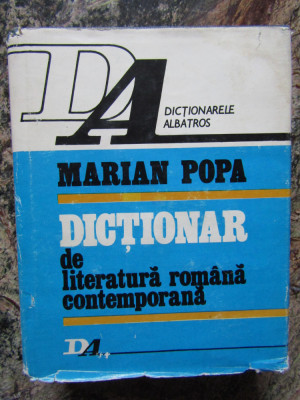 DA
DICȚIONARELE
ALBATROS
MARIAN POPA
DICȚIONAR
de
literatură română
contemporană
DA